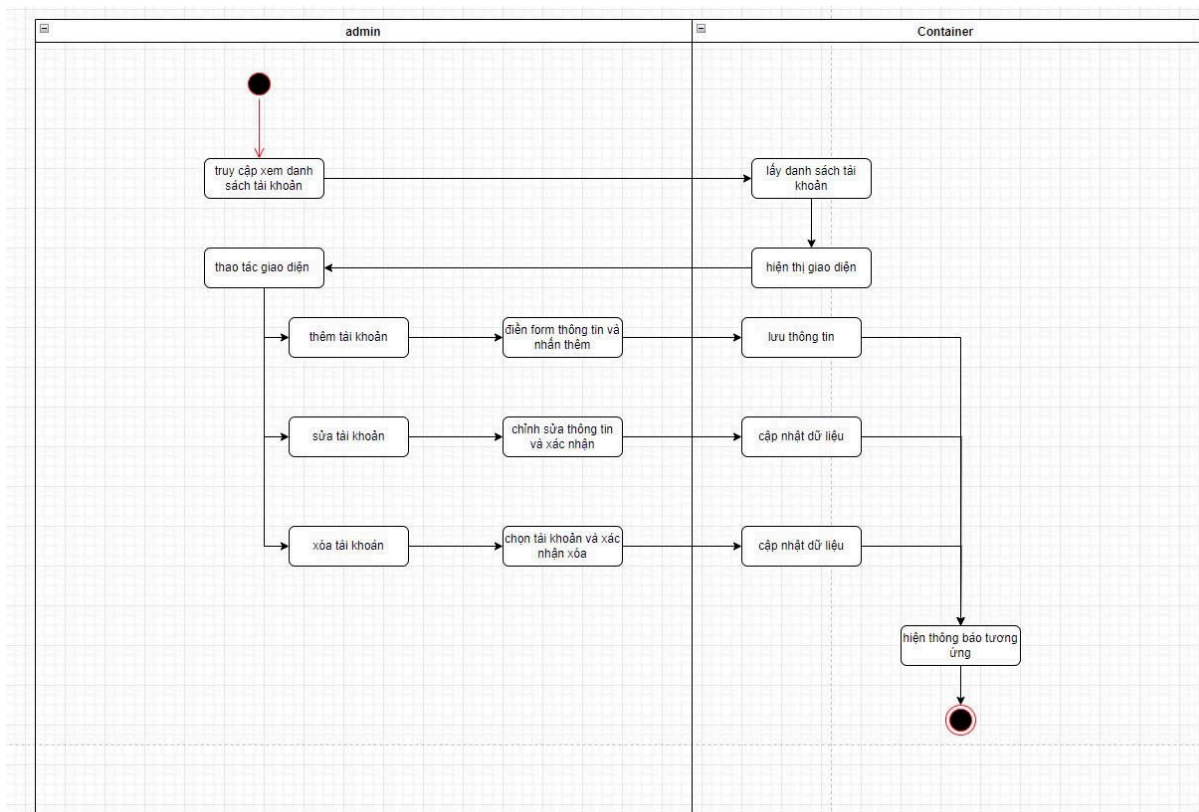 admin
Container
truy cập xem danh
sách tài khoản
lấy danh sách tài
khoản
thao tác giao diện
hiện thị giao diện
thêm tài khoản
điền form thông tin và
nhấn thêm
lưu thông tin
sửa tài khoản
chỉnh sửa thông tin
và xác nhận
cập nhật dữ liệu
xóa tài khoán
chọn tài khoản và xác
nhận xóa
cập nhật dữ liệu
hiện thông báo tương
ứng